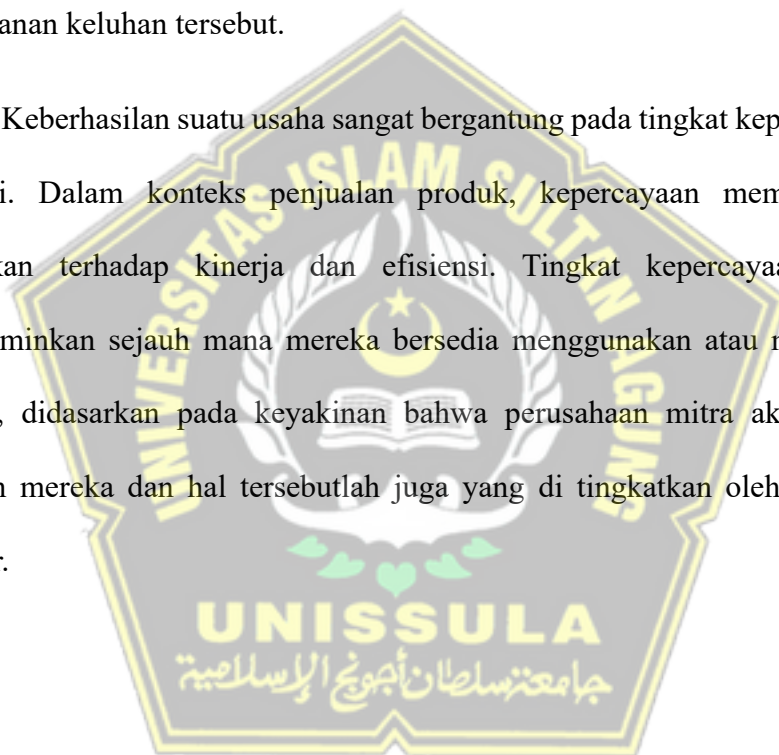 anan keluhan tersebut.
Keberhasilan suatu usaha sangat bergantung pada tingkat kep
i. Dalam konteks penjualan produk, kepercayaan mem
kan terhadap kinerja dan efisiensi. Tingkat kepercaya
minkan sejauh mana mereka bersedia menggunakan atau
, didasarkan pada keyakinan bahwa perusahaan mitra ak
n mereka dan hal tersebutlah juga yang di tingkatkan oleh
UNIVERSITAS ISLAM SULTAN AGUNG
UNISSULA
جامعة سلطان أجونج الإسلامية